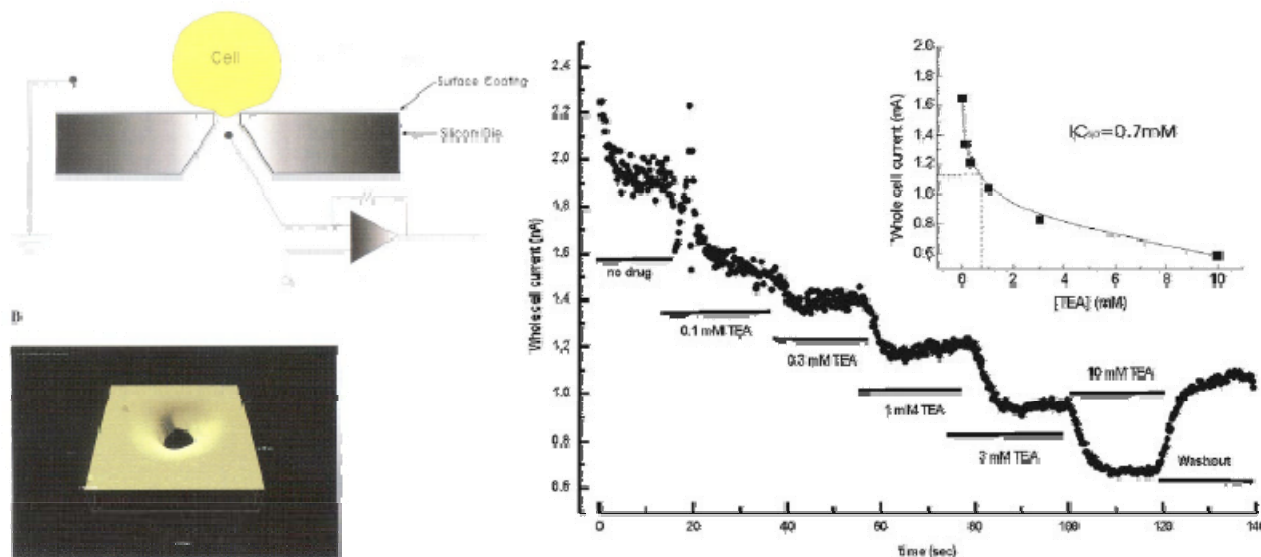 Cell
Surface Coating
Silicon Die
B
Whole cell current (nA)
2.4
2.2
2.0
1.8
1.6
1.4
1.2
1.0
0.8
0.6
no drug
0.1 mM TEA
0.3 mM TEA
1 mM TEA
3 mM TEA
10 mM TEA
Washout
0 20 40 60 80 100 120 140
time (sec)
Whole cell current (nA)
2.0
1.8
1.6
1.4
1.2
1.0
0.8
0.6
IC50=0.7mM
0 2 4 6 8 10
[TEA] (mM)